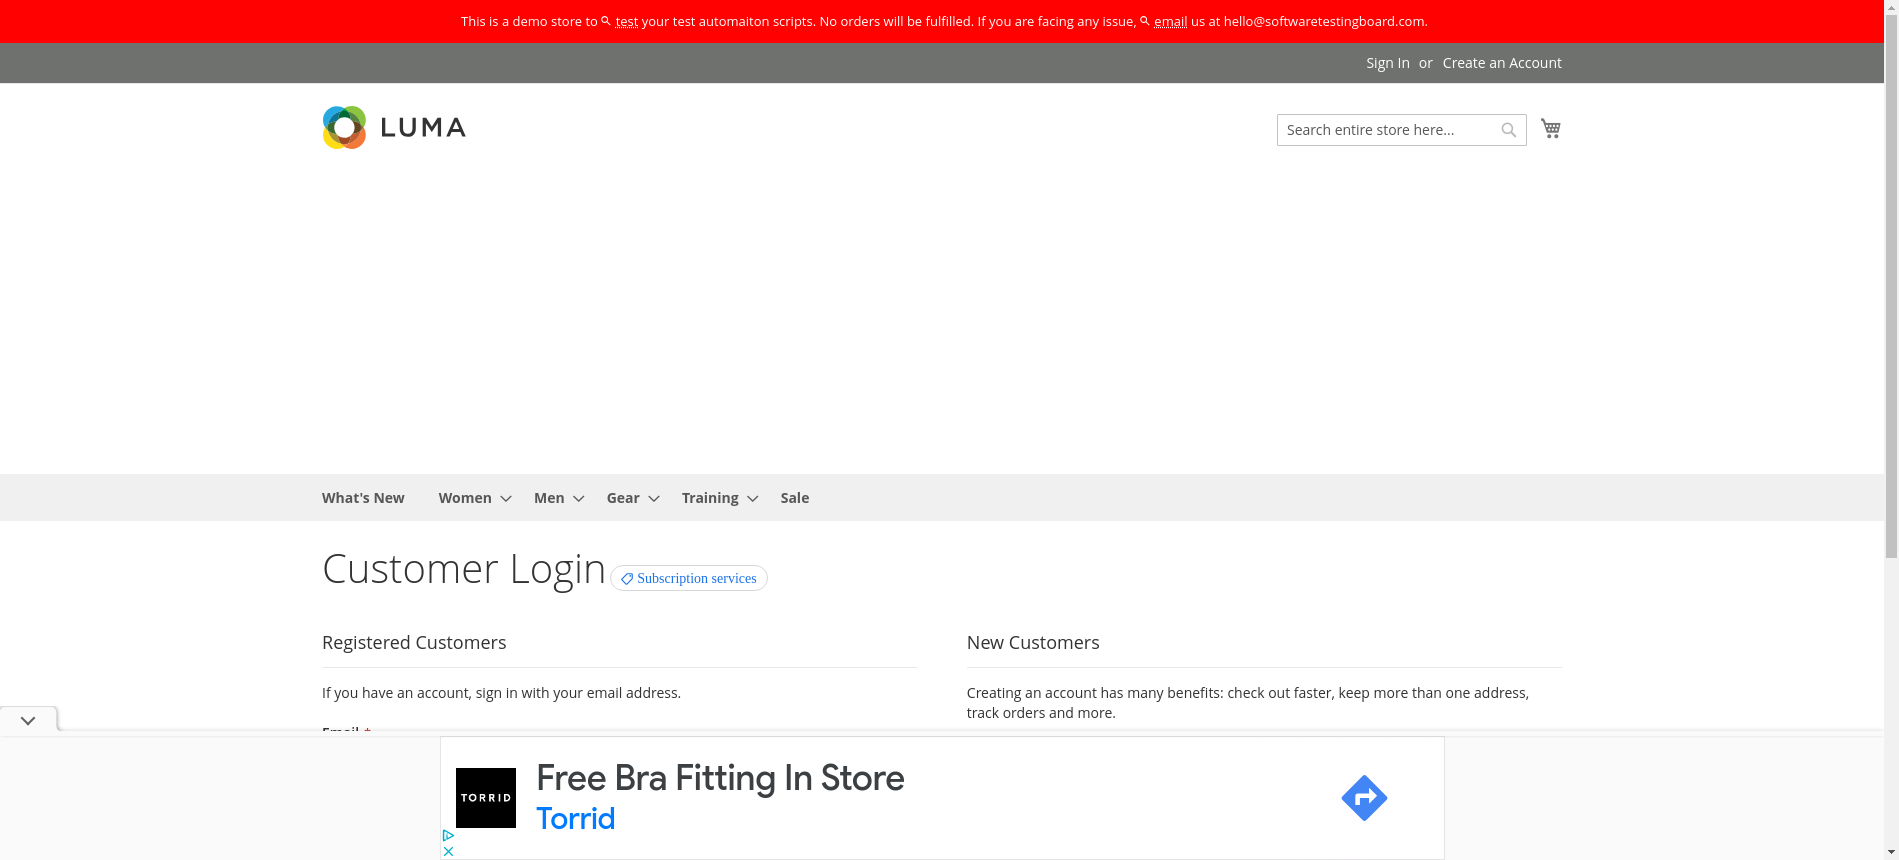 This is a demo store to test your test automaiton scripts. No orders will be fulfilled. If you are facing any issue, email us at hello@softwaretestingboard.com.
Sign In or Create an Account
LUMA
Search entire store here...
What's New Women Men Gear Training Sale
Customer Login
Subscription services
Registered Customers
If you have an account, sign in with your email address.
Email *
New Customers
Creating an account has many benefits: check out faster, keep more than one address,
track orders and more.
TORRID
Free Bra Fitting In Store
Torrid